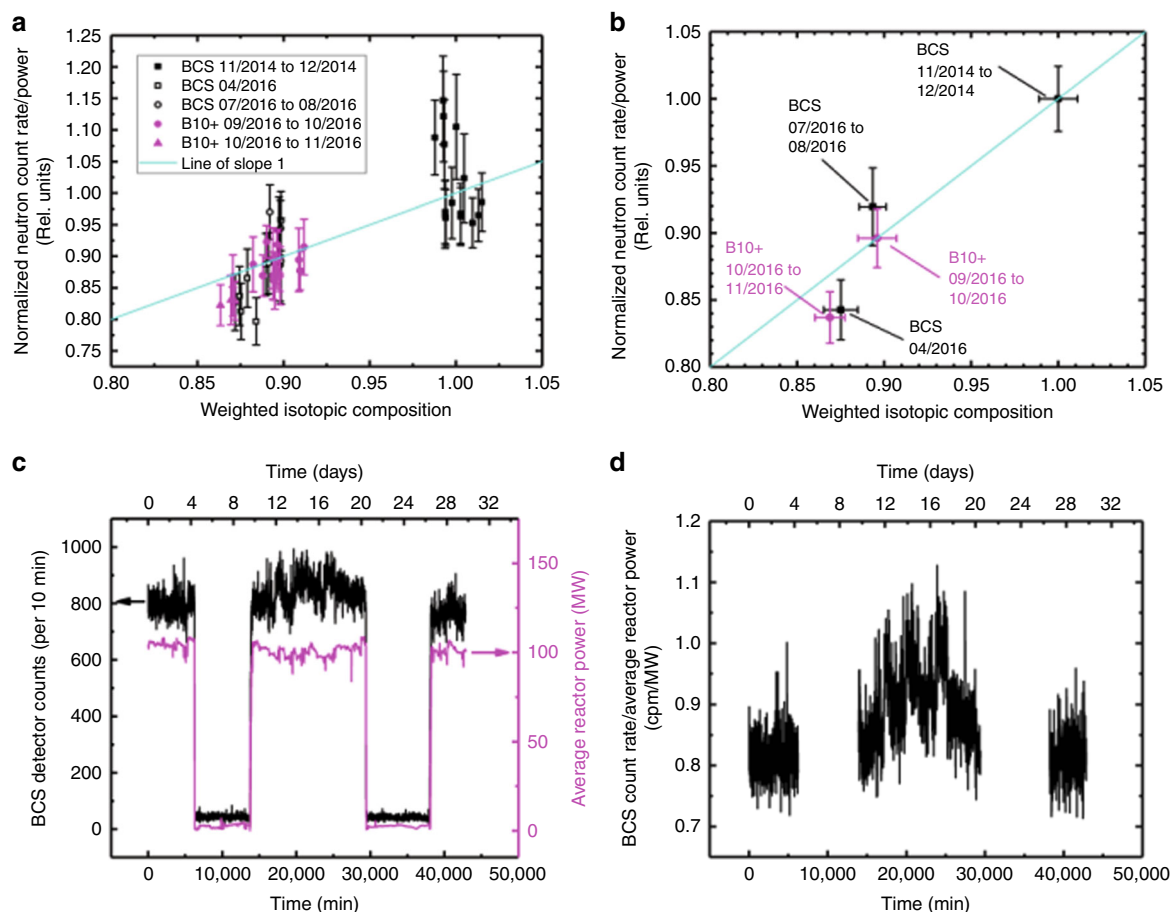 a
Normalized neutron count rate/power
(Rel. units)
1.25
1.20
1.15
1.10
1.05
1.00
0.95
0.90
0.85
0.80
0.75
BCS 11/2014 to 12/2014
BCS 04/2016
BCS 07/2016 to 08/2016
B10+ 09/2016 to 10/2016
B10+ 10/2016 to 11/2016
Line of slope 1
0.80 0.85 0.90 0.95 1.00 1.05
Weighted isotopic composition
b
Normalized neutron count rate/power
(Rel. units)
1.05
1.00
0.95
0.90
0.85
0.80
BCS
11/2014 to
12/2014
BCS
07/2016 to
08/2016
B10+
10/2016 to
11/2016
B10+
09/2016 to
10/2016
BCS
04/2016
0.80 0.85 0.90 0.95 1.00 1.05
Weighted isotopic composition
c
Time (days)
0 4 8 12 16 20 24 28 32
BCS detector counts (per 10 min)
1000
800
600
400
200
0
150
100
50
0
Average reactor power (MW)
0 10,000 20,000 30,000 40,000 50,000
Time (min)
d
Time (days)
0 4 8 12 16 20 24 28 32
BCS count rate/average reactor power
(cpm/MW)
1.2
1.1
1.0
0.9
0.8
0.7
0 10,000 20,000 30,000 40,000 50,000
Time (min)